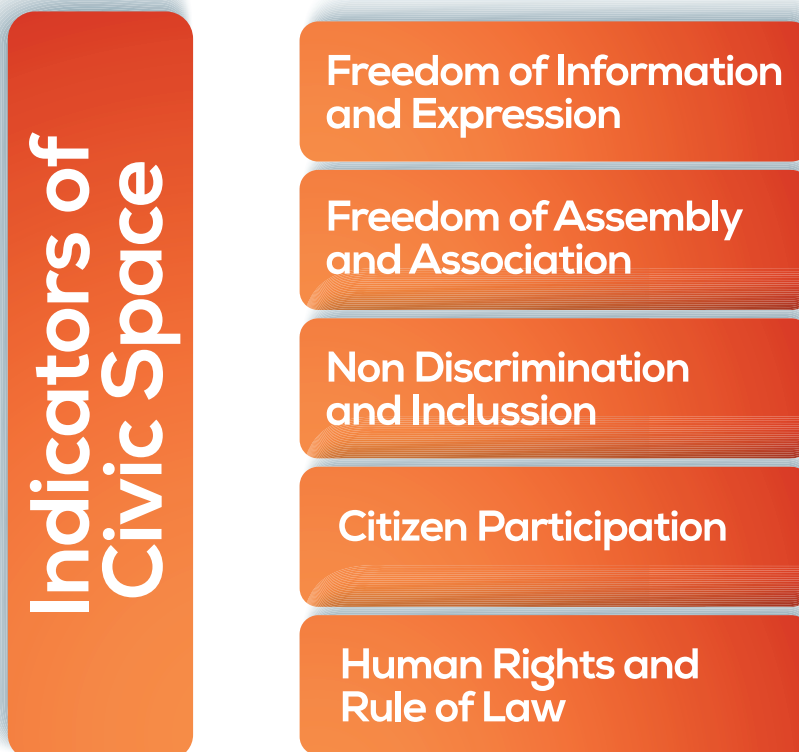 Indicators of
Civic Space
Freedom of Information
and Expression
Freedom of Assembly
and Association
Non Discrimination
and Inclussion
Citizen Participation
Human Rights and
Rule of Law